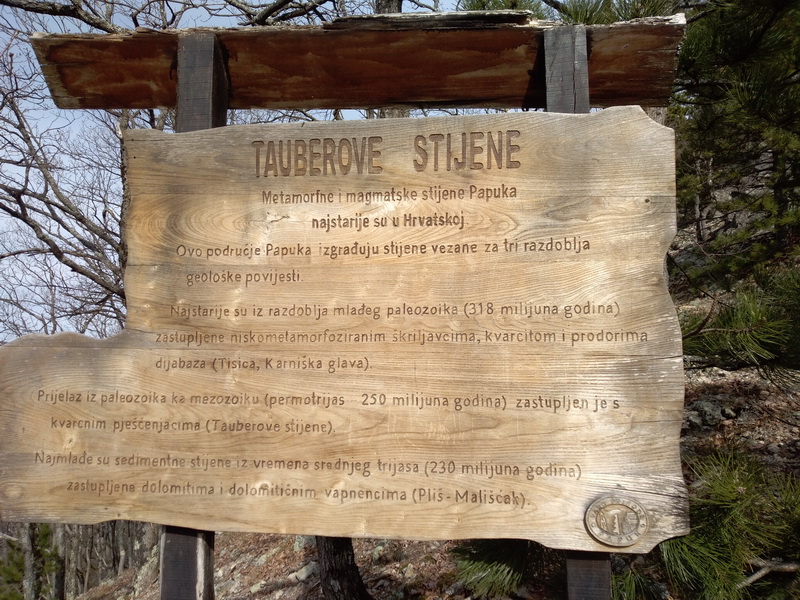 TAUBEROVE STIJENE
Metamorfne i magmatske stijene Papuka
najstarije su u Hrvatskoj
Ovo područje Papuka izgrađuju stijene vezane za tri razdoblja
geološke povijesti.
Najstarije su iz razdoblja mlađeg paleozoika (318 milijuna godina)
zastupljene niskometamorfoziranim škriljavcima, kvarcitom i prodorima
dijabaza (Tisica, Karniška glava).
Prijelaz iz paleozoika ka mezozoiku (permotrijas 250 milijuna godina) zastupljen je s
kvarcnim pješčenjacima (Tauberove stijene).
Najmlađe su sedimentne stijene iz vremena srednjeg trijasa (230 milijuna godina)
zastupljene dolomitima i dolomitičnim vapnencima (Pliš - Mališćak).